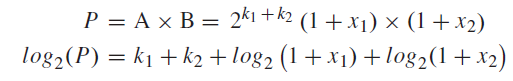 P = A × B = 2^{k₁+k₂} (1 + x₁) × (1 + x₂)
log₂(P) = k₁ + k₂ + log₂ (1 + x₁) + log₂(1 + x₂)